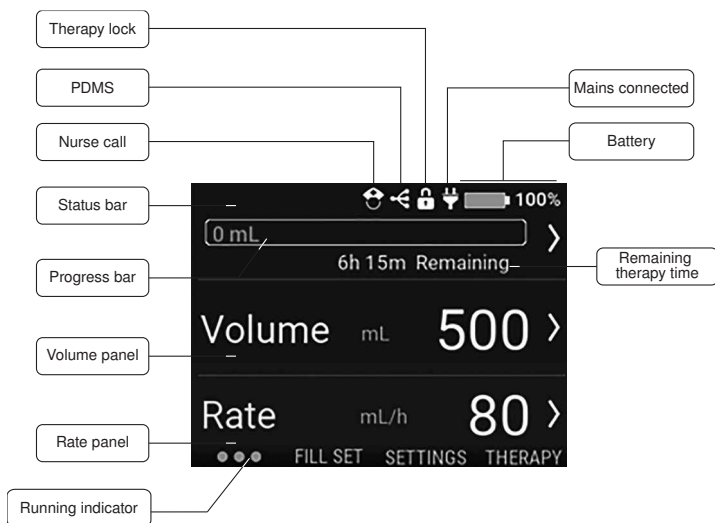 Therapy lock
PDMS
Mains connected
Nurse call
Battery
Status bar
100%
0 mL
6h 15m Remaining
Remaining
therapy time
Progress bar
Volume mL 500
Volume panel
Rate mL/h 80
Rate panel
FILL SET SETTINGS THERAPY
Running indicator